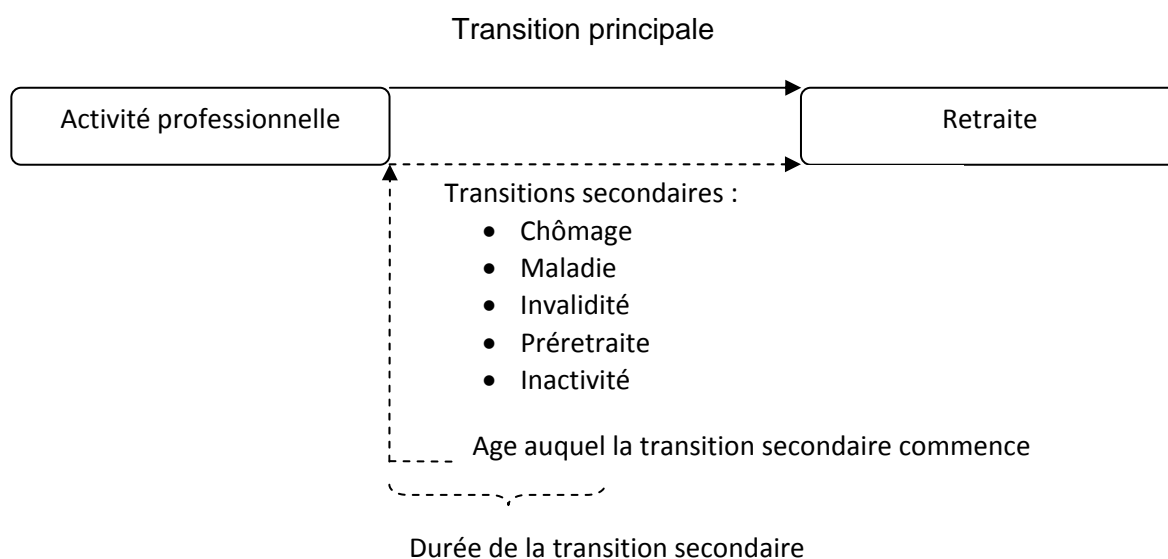 Transition principale
Activité professionnelle
Retraite
Transitions secondaires :
• Chômage
• Maladie
• Invalidité
• Préretraite
• Inactivité
Age auquel la transition secondaire commence
Durée de la transition secondaire